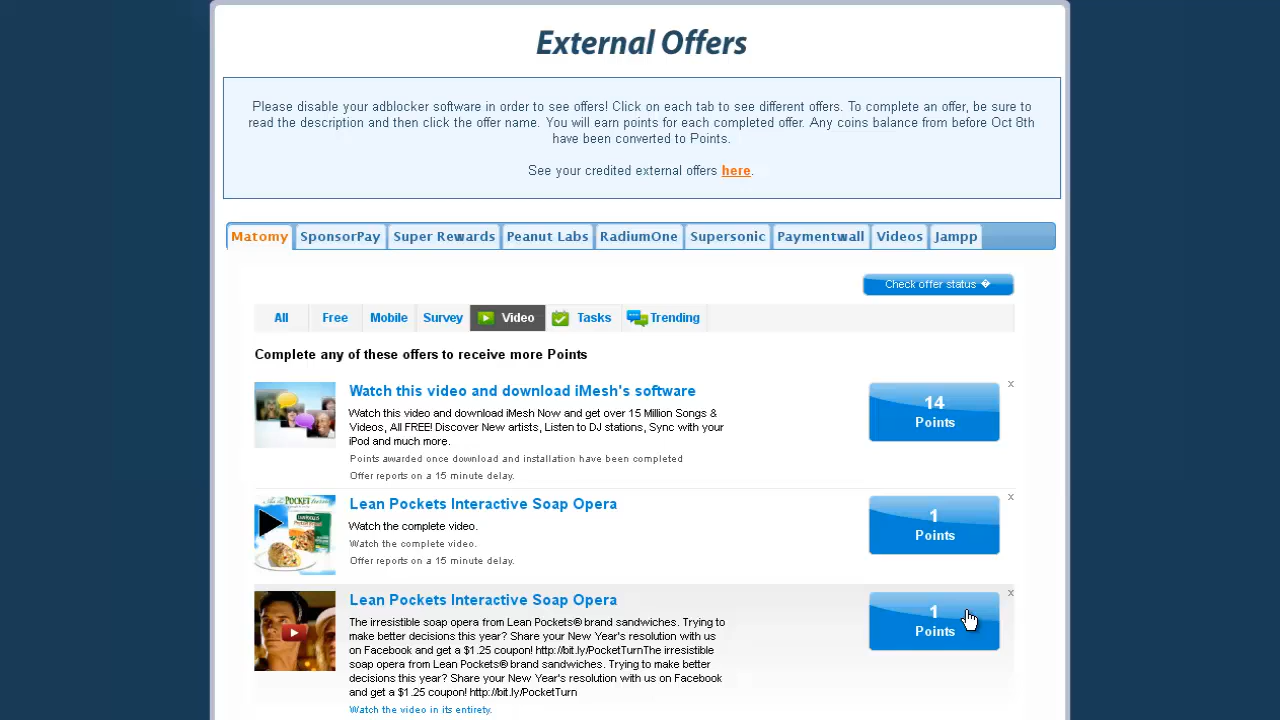 External Offers
Please disable your adblocker software in order to see offers! Click on each tab to see different offers. To complete an offer, be sure to
read the description and then click the offer name. You will earn points for each completed offer. Any coins balance from before Oct 8th
have been converted to Points.
See your credited external offers here.
Matomy SponsorPay Super Rewards Peanut Labs RadiumOne Supersonic Paymentwall Videos Jampp
Check offer status �
All Free Mobile Survey Video Tasks Trending
Complete any of these offers to receive more Points
Watch this video and download iMesh's software
Watch this video and download iMesh Now and get over 15 Million Songs &
Videos, All FREE! Discover New artists, Listen to DJ stations, Sync with your
iPod and much more.
Points awarded once download and installation have been completed
Offer reports on a 15 minute delay.
14
Points
x
Lean Pockets Interactive Soap Opera
Watch the complete video.
Watch the complete video.
Offer reports on a 15 minute delay.
1
Points
x
Lean Pockets Interactive Soap Opera
The irresistible soap opera from Lean Pockets® brand sandwiches. Trying to
make better decisions this year? Share your New Year's resolution with us
on Facebook and get a $1.25 coupon! http://bit.ly/PocketTurnThe irresistible
soap opera from Lean Pockets® brand sandwiches. Trying to make better
decisions this year? Share your New Year's resolution with us on Facebook
and get a $1.25 coupon! http://bit.ly/PocketTurn
Watch the video in its entirety.
1
Points
x